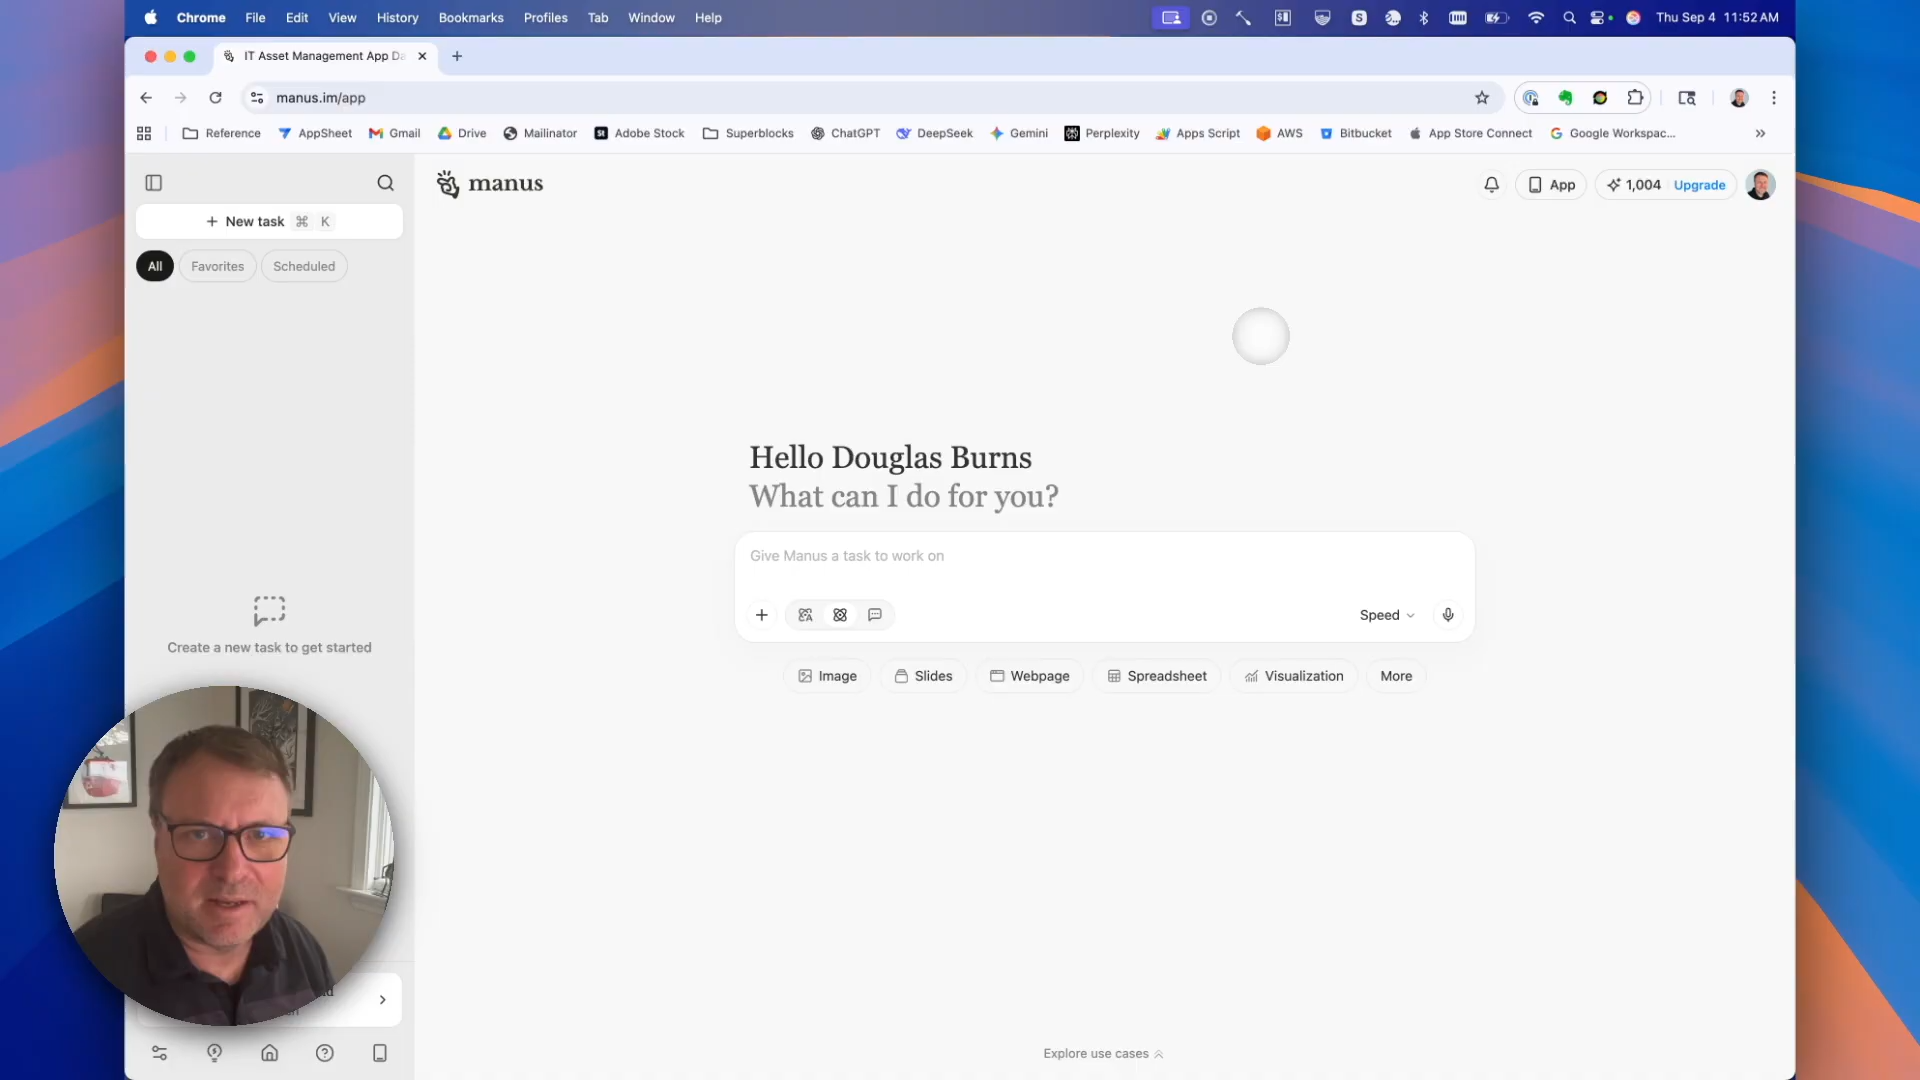 Chrome File Edit View History Bookmarks Profiles Tab Window Help Thu Sep 4 11:52 AM
IT Asset Management App Da
manus.im/app
Reference AppSheet Gmail Drive Mailinator Adobe Stock Superblocks ChatGPT DeepSeek Gemini Perplexity Apps Script AWS Bitbucket App Store Connect Google Workspac...
manus
App 1,004 Upgrade
New task ⌘ K
All Favorites Scheduled
Hello Douglas Burns
What can I do for you?
Give Manus a task to work on
Speed
Create a new task to get started
Image Slides Webpage Spreadsheet Visualization More
Explore use cases